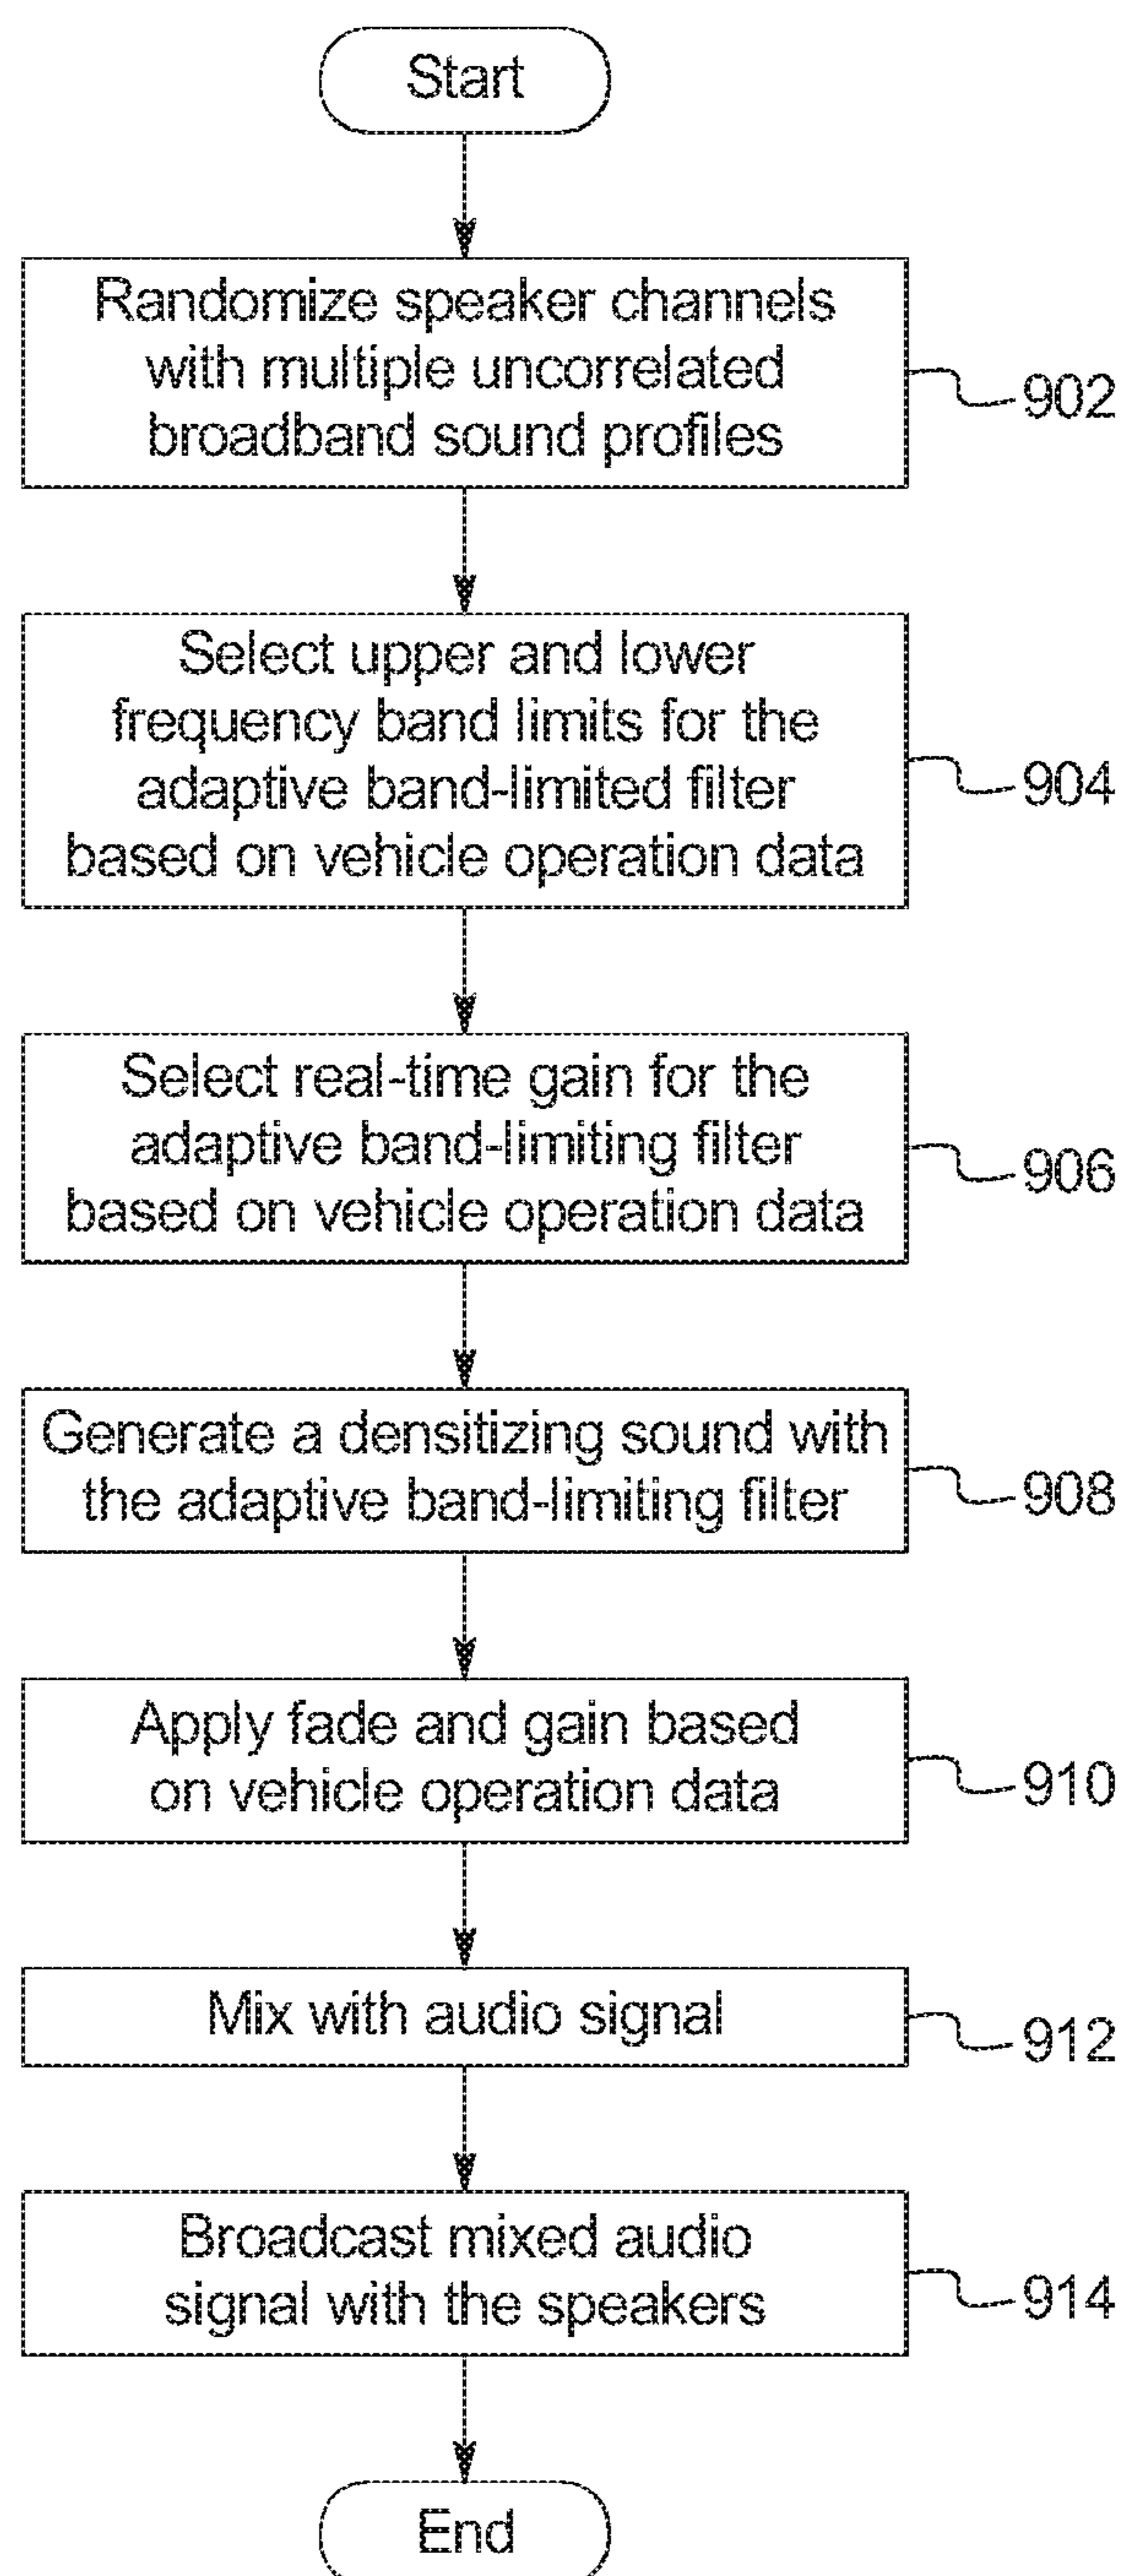 Start
Randomize speaker channels
with multiple uncorrelated
broadband sound profiles
902
Select upper and lower
frequency band limits for the
adaptive band-limited filter
based on vehicle operation data
904
Select real-time gain for the
adaptive band-limiting filter
based on vehicle operation data
906
Generate a densitizing sound with
the adaptive band-limiting filter
908
Apply fade and gain based
on vehicle operation data
910
Mix with audio signal
912
Broadcast mixed audio
signal with the speakers
914
End